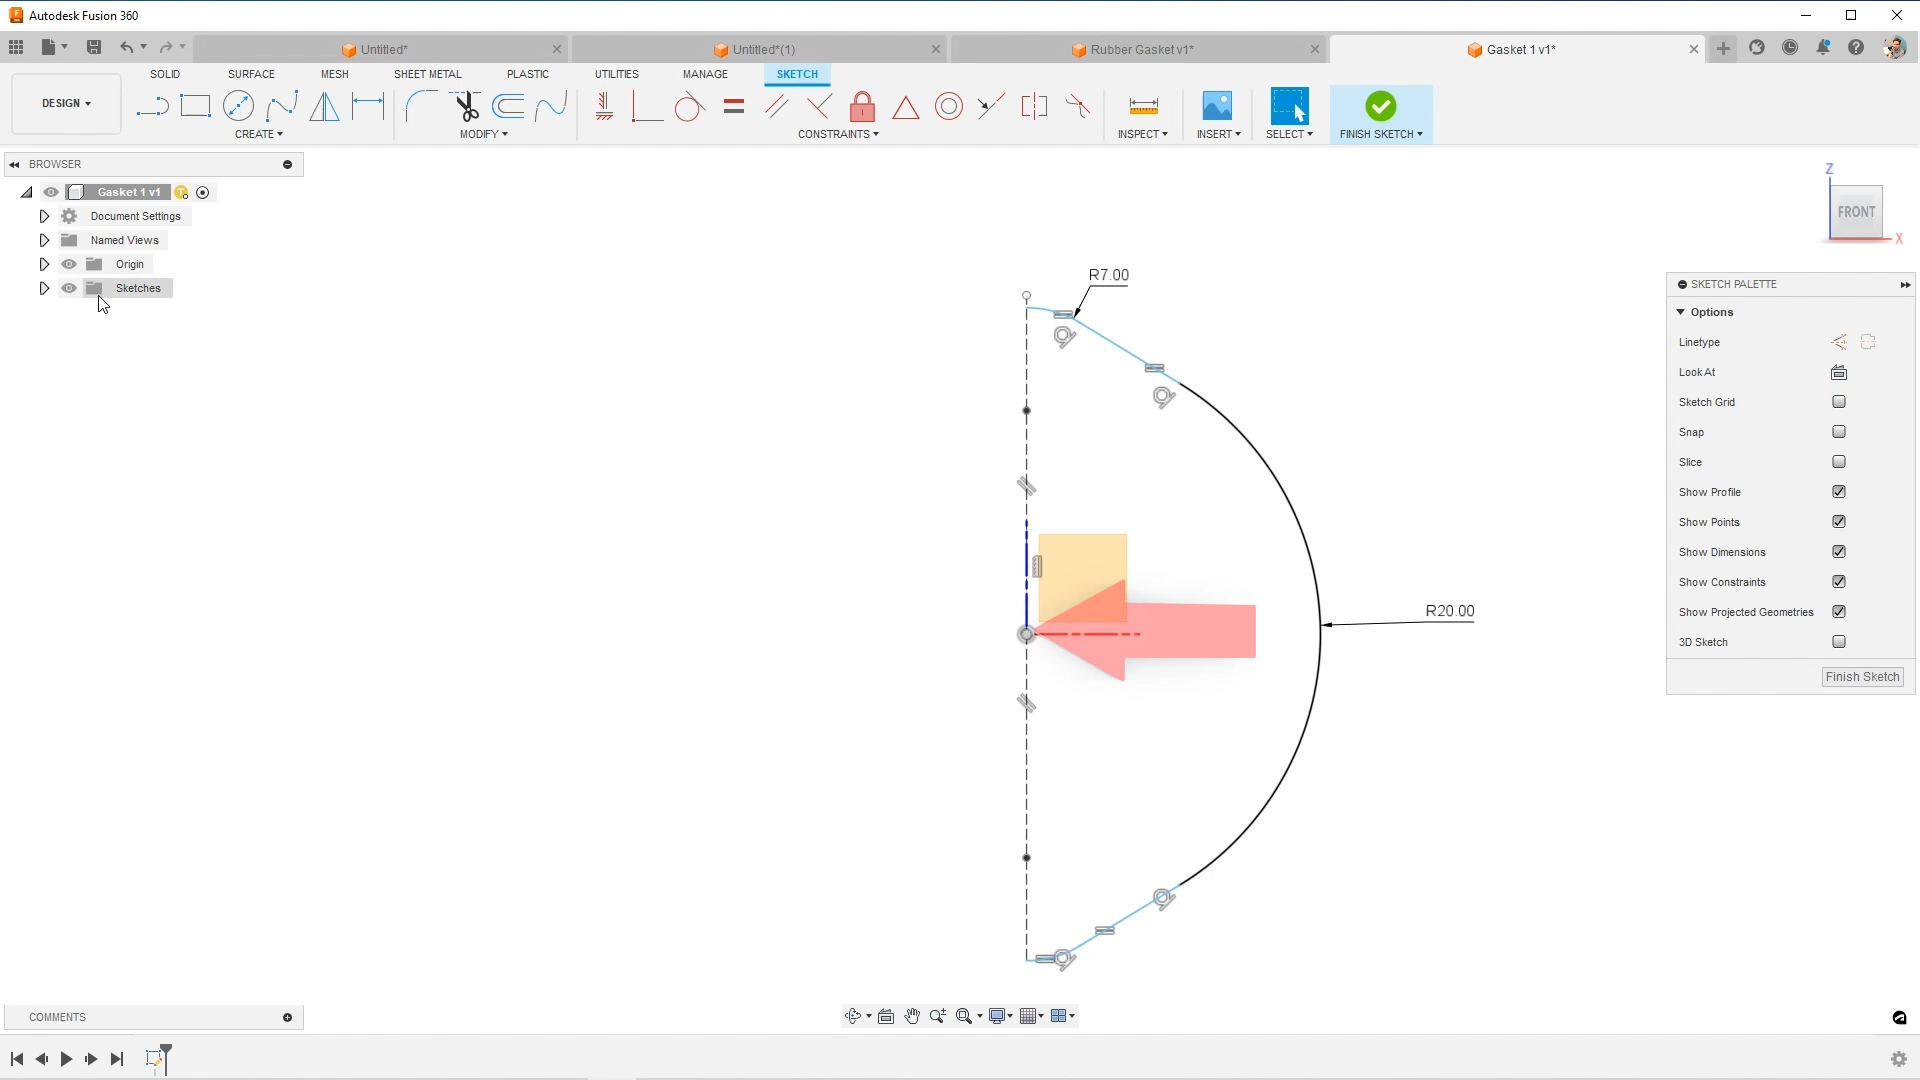 Autodesk Fusion 360
Untitled*
Untitled*(1)
Rubber Gasket v1*
Gasket 1 v1*
SOLID
SURFACE
MESH
SHEET METAL
PLASTIC
UTILITIES
MANAGE
SKETCH
DESIGN
CREATE
MODIFY
CONSTRAINTS
INSPECT
INSERT
SELECT
FINISH SKETCH
BROWSER
Gasket 1 v1
Document Settings
Named Views
Origin
Sketches
Z
FRONT
X
R7.00
R20.00
SKETCH PALETTE
Options
Linetype
Look At
Sketch Grid
Snap
Slice
Show Profile
Show Points
Show Dimensions
Show Constraints
Show Projected Geometries
3D Sketch
Finish Sketch
COMMENTS